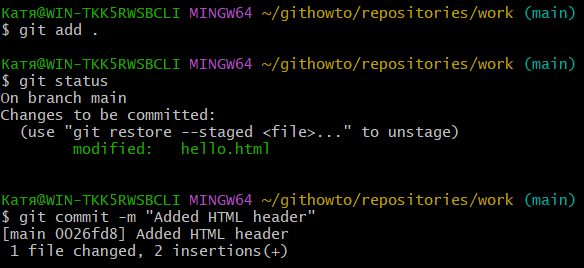 Катя@WIN-TKK5RWSBCLI MINGW64 ~/githowto/repositories/work (main)
$ git add .
Катя@WIN-TKK5RWSBCLI MINGW64 ~/githowto/repositories/work (main)
$ git status
On branch main
Changes to be committed:
  (use "git restore --staged <file>..." to unstage)
        modified:   hello.html
Катя@WIN-TKK5RWSBCLI MINGW64 ~/githowto/repositories/work (main)
$ git commit -m "Added HTML header"
[main 0026fd8] Added HTML header
 1 file changed, 2 insertions(+)